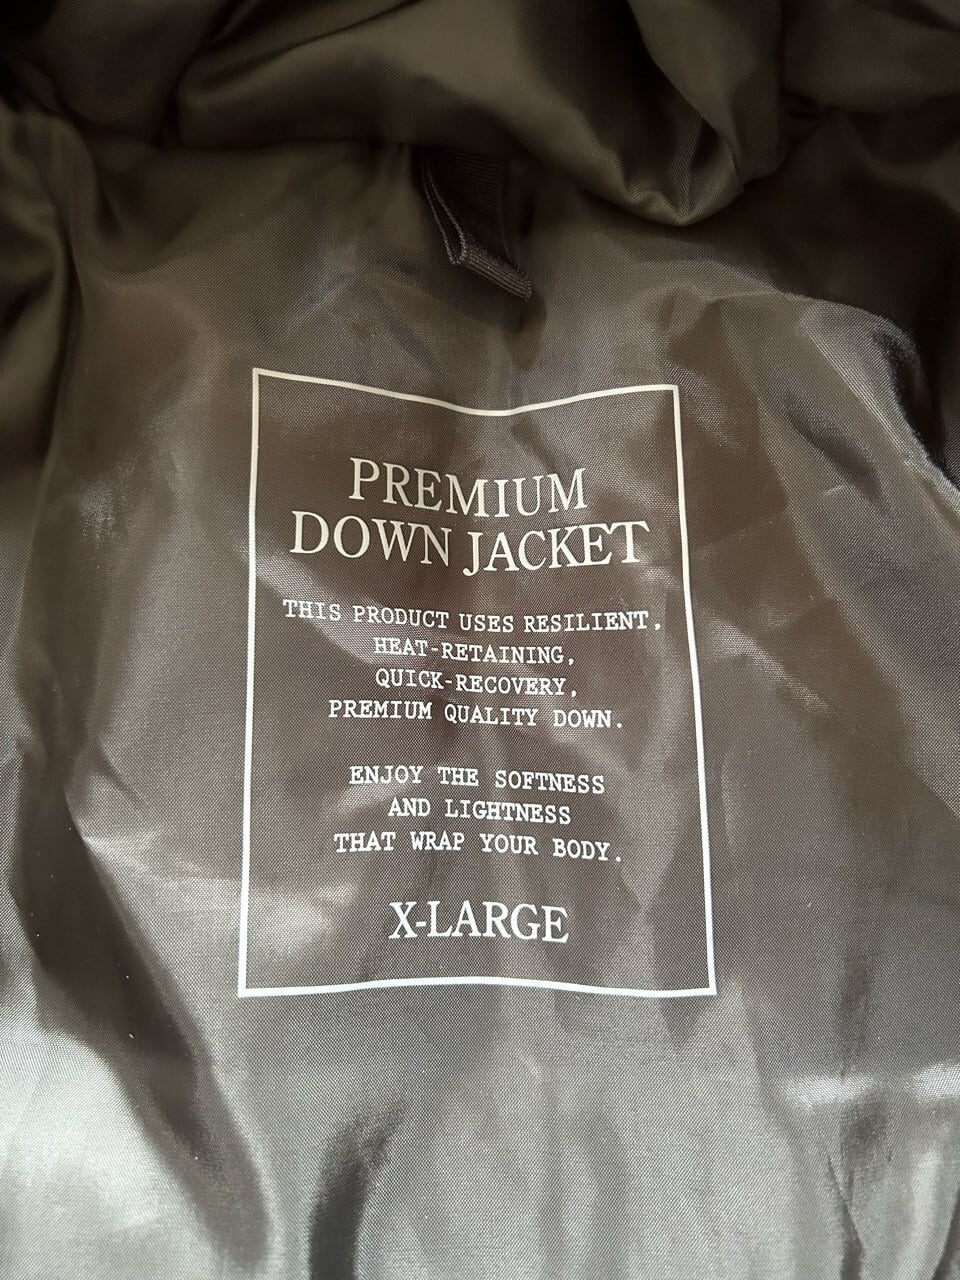 PREMIUM
DOWN JACKET
THIS PRODUCT USES RESILIENT,
HEAT-RETAINING,
QUICK-RECOVERY,
PREMIUM QUALITY DOWN.
ENJOY THE SOFTNESS
AND LIGHTNESS
THAT WRAP YOUR BODY.
X-LARGE